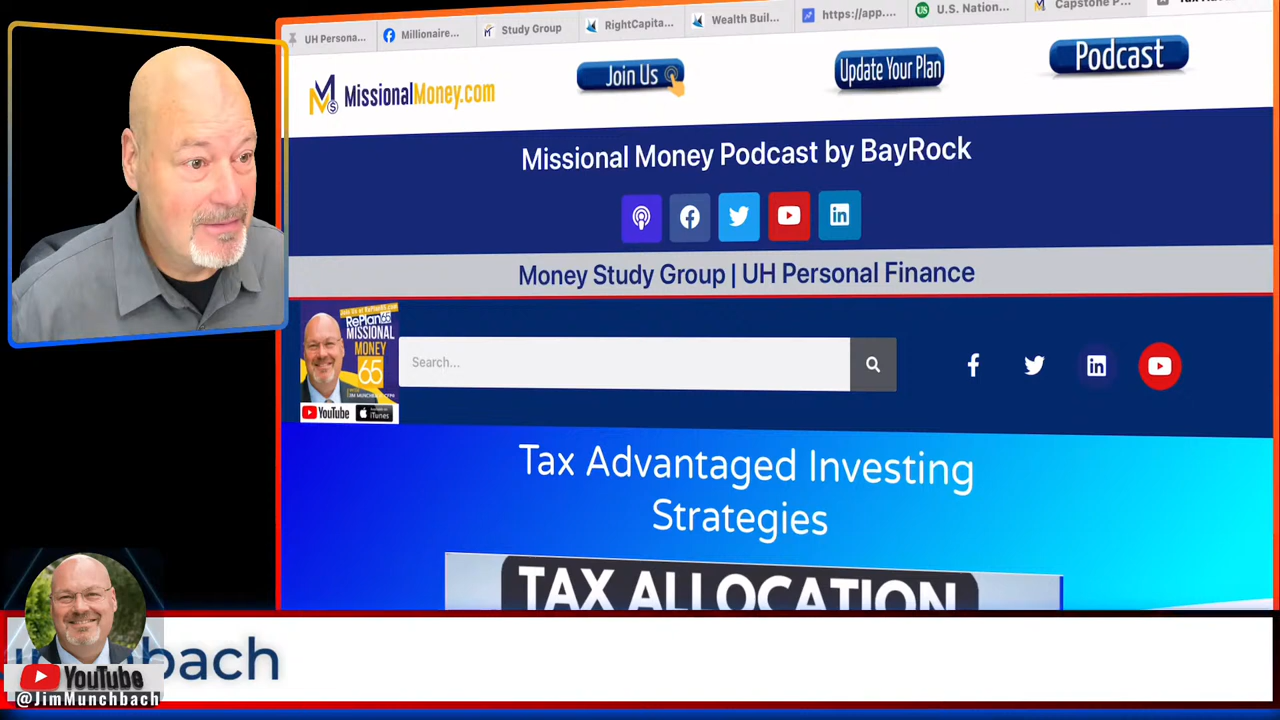 UH Persona...
Millionaire...
Study Group
RightCapita...
Wealth Buil...
https://app....
U.S. Nation...
MissionalMoney.com
Join Us
Update Your Plan
Podcast
Missional Money Podcast by BayRock
Money Study Group | UH Personal Finance
RePlan65
MISSIONAL
MONEY
65
YouTube
iTunes
Search...
Tax Advantaged Investing
Strategies
TAX ALLOCATION
bach
YouTube
@JimMunchbach